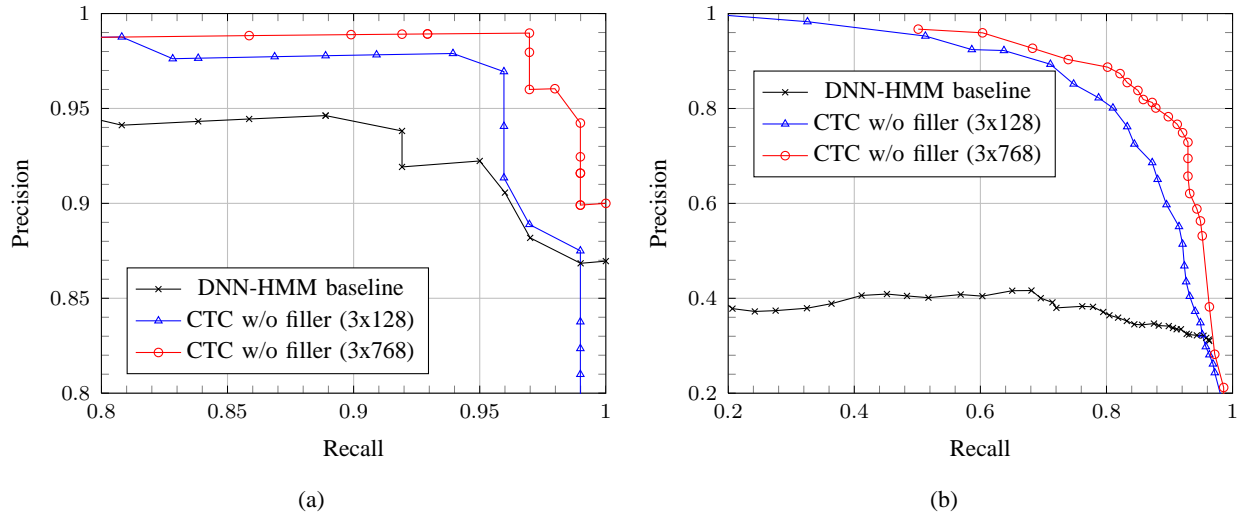 1
0.95
0.9
0.85
0.8
Precision
0.8
0.85
0.9
0.95
1
Recall
DNN-HMM baseline
CTC w/o filler (3x128)
CTC w/o filler (3x768)
(a)
1
0.8
0.6
0.4
0.2
Precision
0.2
0.4
0.6
0.8
1
Recall
DNN-HMM baseline
CTC w/o filler (3x128)
CTC w/o filler (3x768)
(b)